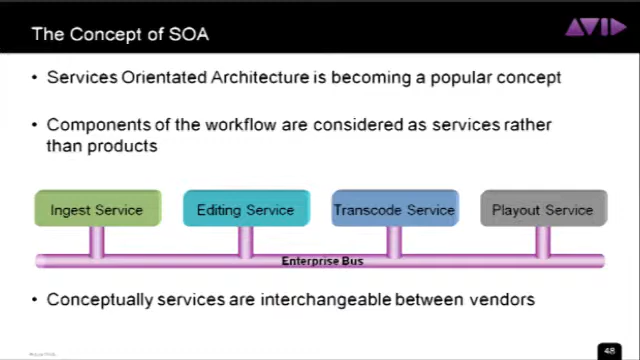 The Concept of SOA
AVID
• Services Orientated Architecture is becoming a popular concept
• Components of the workflow are considered as services rather
than products
Ingest Service
Editing Service
Transcode Service
Playout Service
Enterprise Bus
• Conceptually services are interchangeable between vendors
48